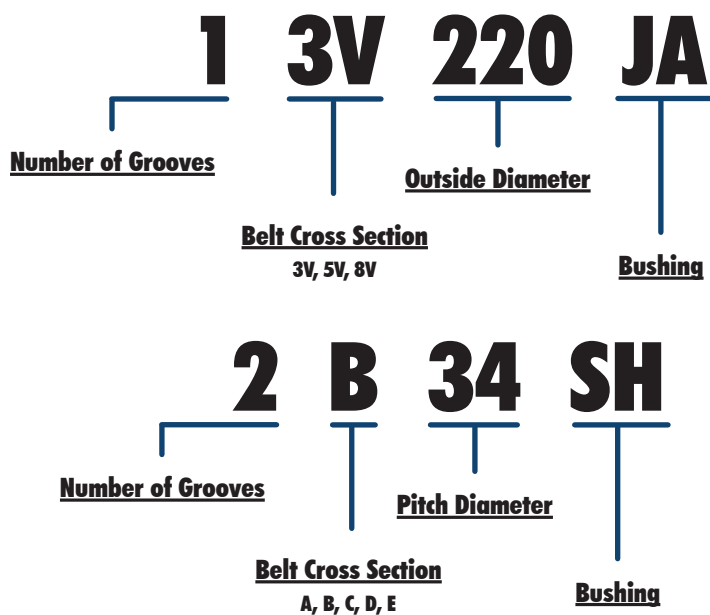 1 3V 220 JA
Number of Grooves
Outside Diameter
Belt Cross Section
3V, 5V, 8V
Bushing
2 B 34 SH
Number of Grooves
Pitch Diameter
Belt Cross Section
A, B, C, D, E
Bushing